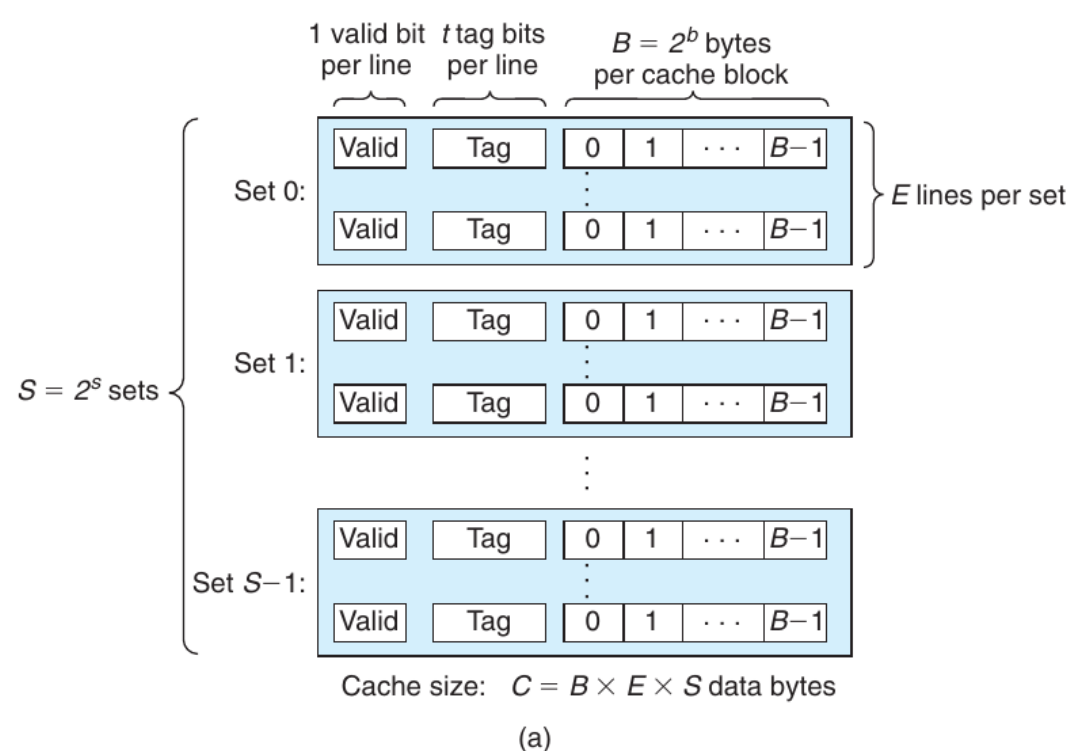 1 valid bit per line
t tag bits per line
B = 2^b bytes per cache block
Valid Tag 0 1 · · · B−1
Set 0:
E lines per set
Valid Tag 0 1 · · · B−1
Valid Tag 0 1 · · · B−1
Set 1:
Valid Tag 0 1 · · · B−1
S = 2^s sets
Valid Tag 0 1 · · · B−1
Set S−1:
Valid Tag 0 1 · · · B−1
Cache size: C = B × E × S data bytes
(a)